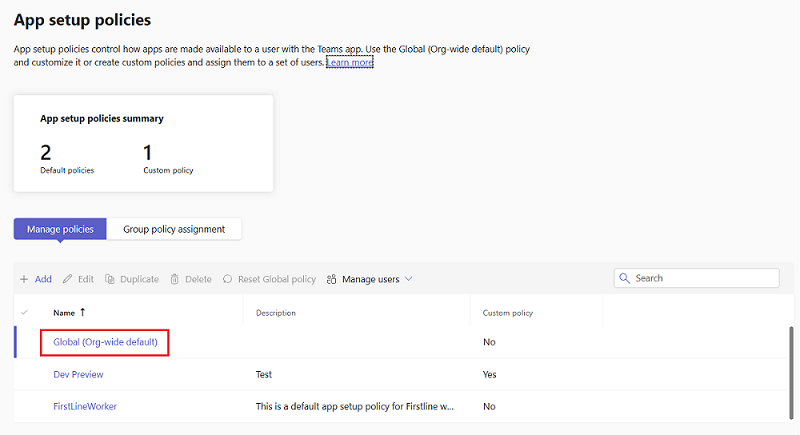 App setup policies
App setup policies control how apps are made available to a user with the Teams app. Use the Global (Org-wide default) policy
and customize it or create custom policies and assign them to a set of users. Learn more
App setup policies summary
2
Default policies
1
Custom policy
Manage policies
Group policy assignment
Add
Edit
Duplicate
Delete
Reset Global policy
Manage users
Search
Name ↑
Description
Custom policy
Global (Org-wide default)
No
Dev Preview
Test
Yes
FirstLineWorker
This is a default app setup policy for Firstline w...
No